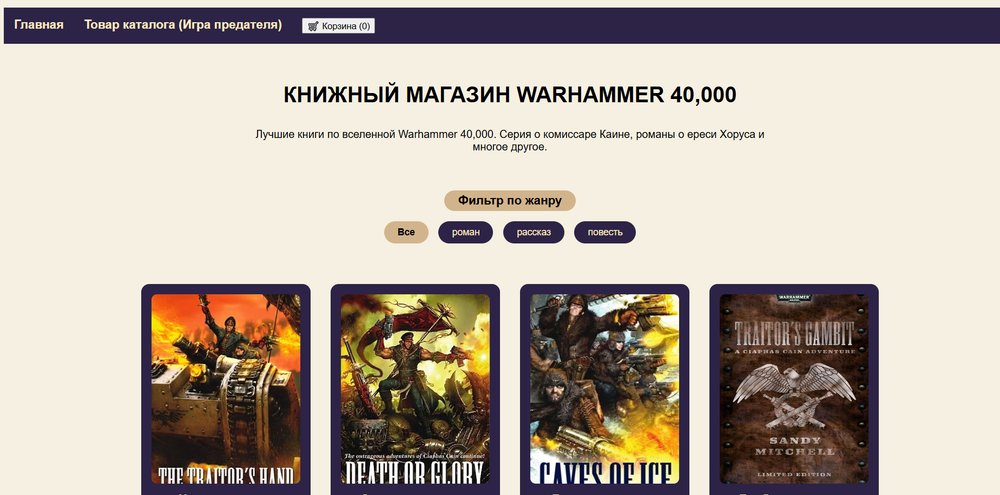 Главная Товар каталога (Игра предателя) Корзина (0)
КНИЖНЫЙ МАГАЗИН WARHAMMER 40,000
Лучшие книги по вселенной Warhammer 40,000. Серия о комиссаре Каине, романы о ереси Хоруса и
многое другое.
Фильтр по жанру
Все роман рассказ повесть
THE TRAITOR'S HAND
The outrageous adventures of Ciaphas Cain continue!
DEATH OR GLORY
CAVES OF ICE
WARHAMMER
40,000
TRAITOR'S GAMBIT
A CIAPHAS CAIN ADVENTURE
SANDY
MITCHELL
LIMITED EDITION